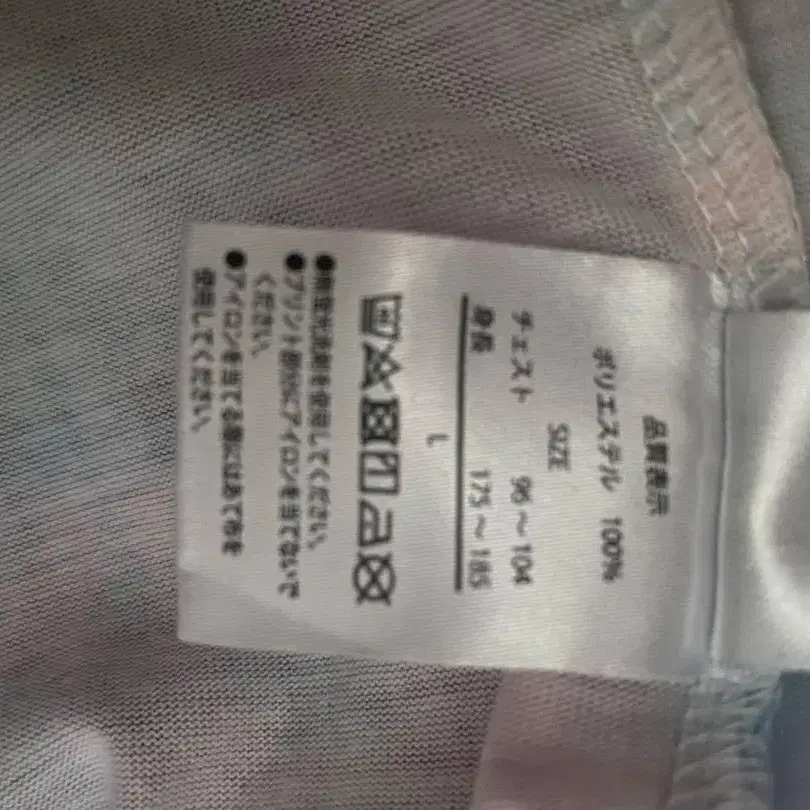 品質表示
ポリエステル 100%
SIZE
チェスト 96～104
身長 175～185
L
●無蛍光洗剤を使用してください。
●プリント部分にアイロンを当てないで
ください。
●アイロンを当てる際にはあて布を
使用してください。